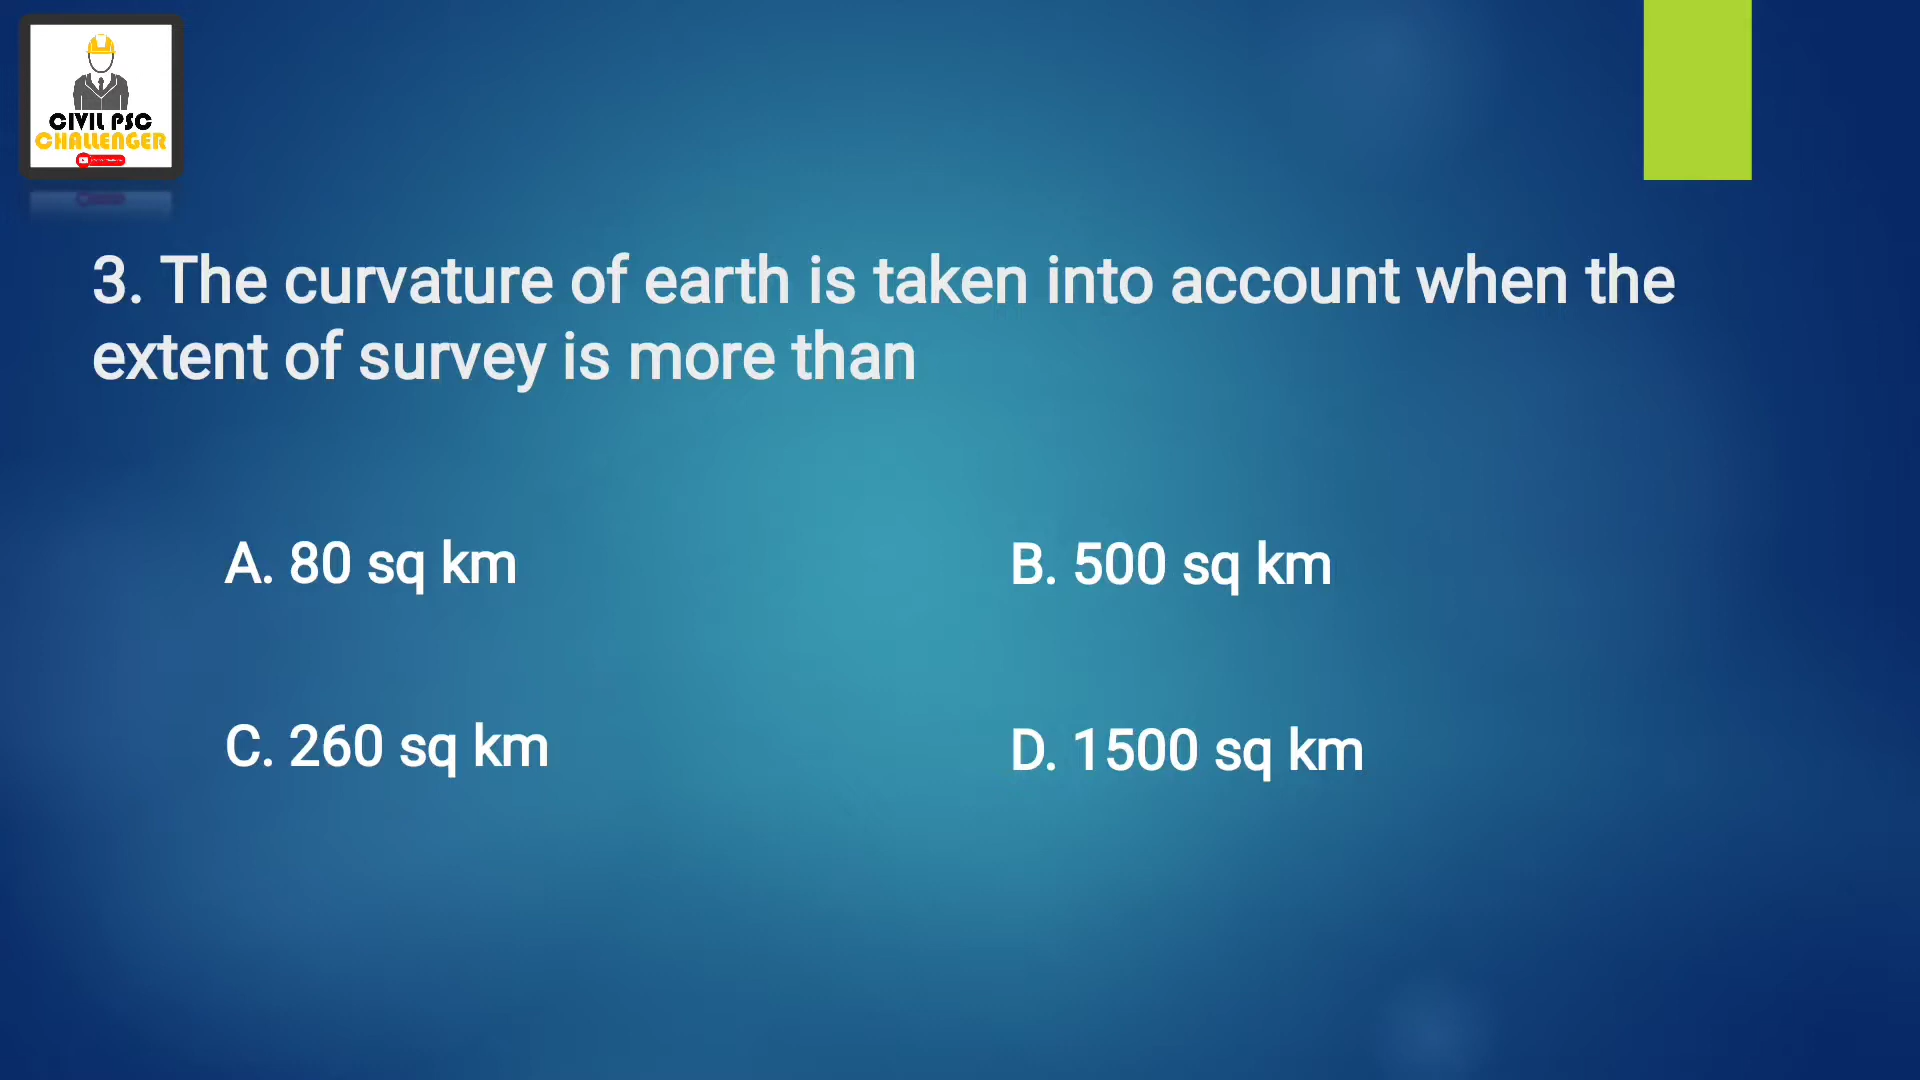 CIVIL PSC
CHALLENGER
3. The curvature of earth is taken into account when the
extent of survey is more than
A. 80 sq km
B. 500 sq km
C. 260 sq km
D. 1500 sq km